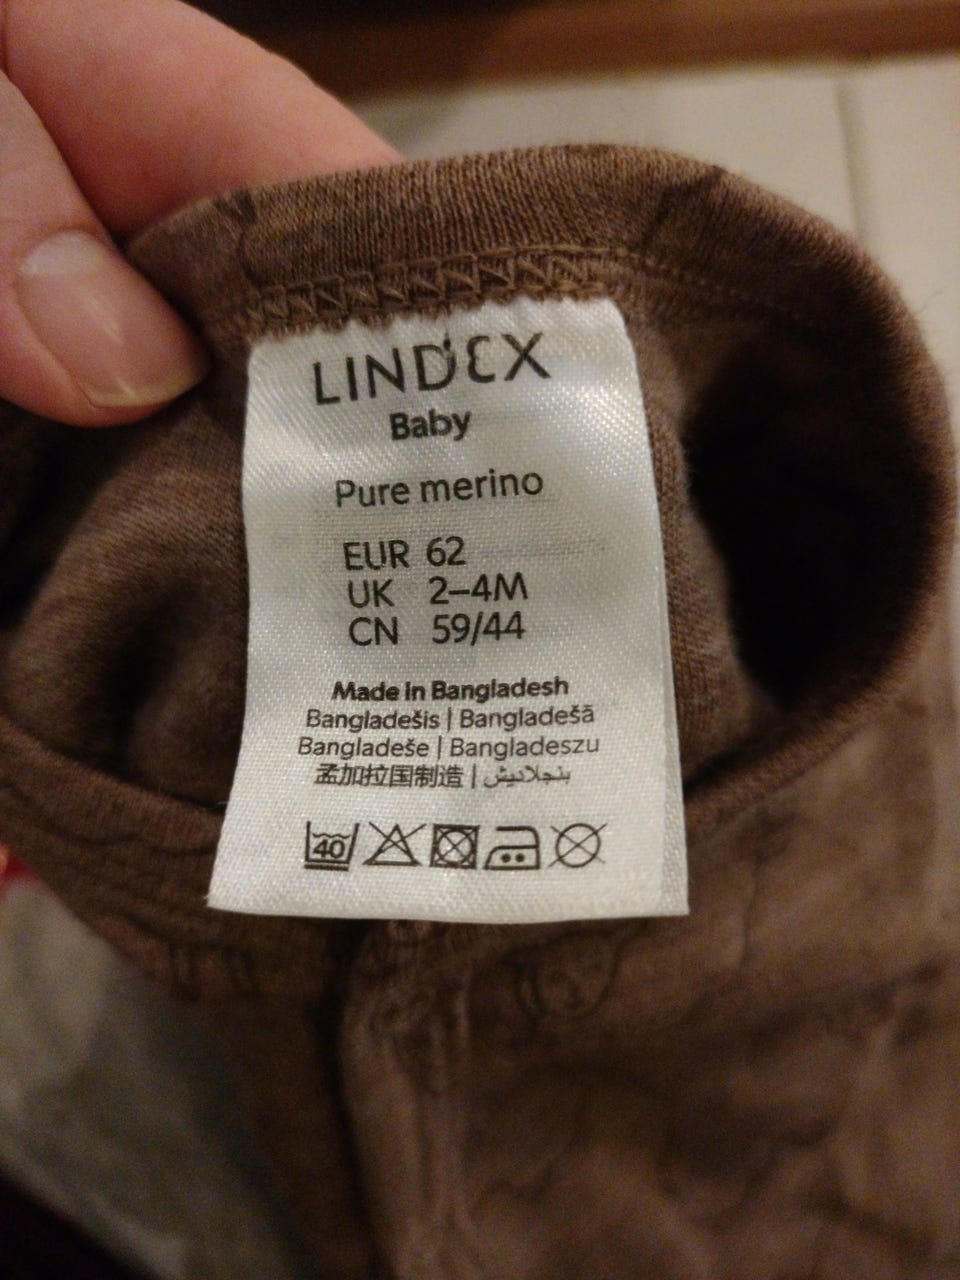 LINDEX
Baby
Pure merino
EUR 62
UK 2–4M
CN 59/44
Made in Bangladesh
Bangladešis | Bangladešā
Bangladeše | Bangladeszu
孟加拉国制造 | بنجلاديش
40